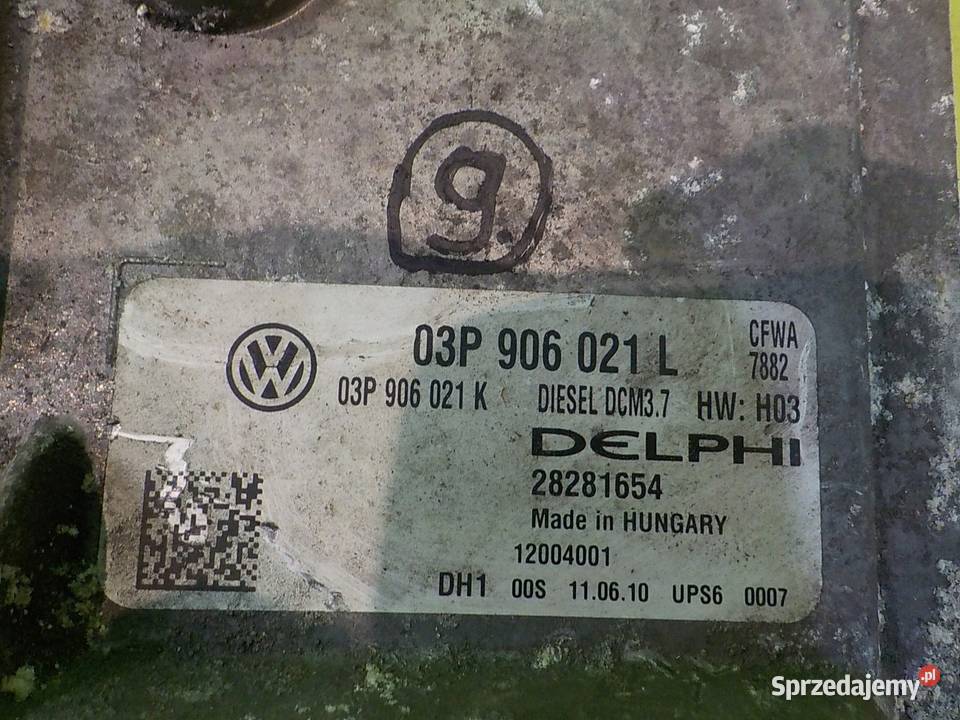 g.
03P 906 021 L
CFWA
7882
03P 906 021 K DIESEL DCM3.7 HW: H03
DELPHI
28281654
Made in HUNGARY
12004001
DH1 00S 11.06.10 UPS6 0007
Sprzedajemy.pl